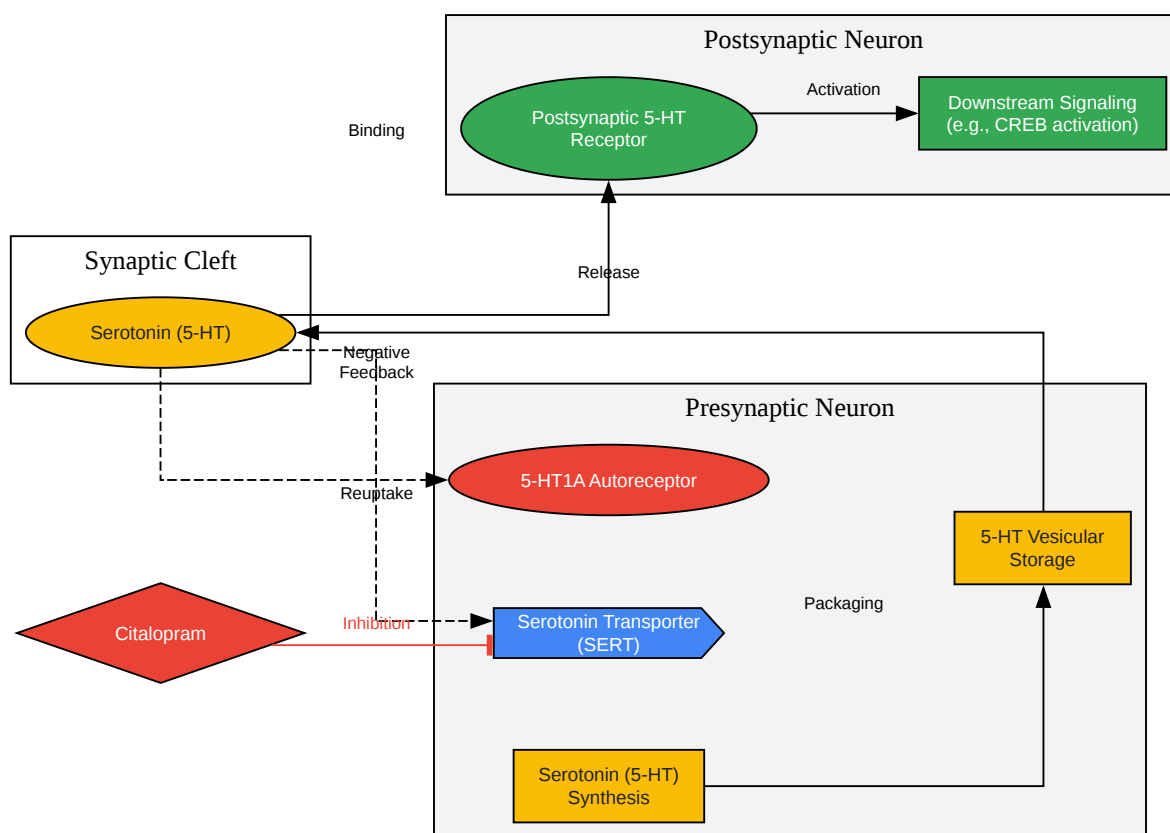 Postsynaptic Neuron
Postsynaptic 5-HT
Receptor
Activation
Downstream Signaling
(e.g., CREB activation)
Binding
Synaptic Cleft
Serotonin (5-HT)
Release
Negative
Feedback
Presynaptic Neuron
5-HT1A Autoreceptor
Reuptake
5-HT Vesicular
Storage
Packaging
Citalopram
Inhibition
Serotonin Transporter
(SERT)
Serotonin (5-HT)
Synthesis